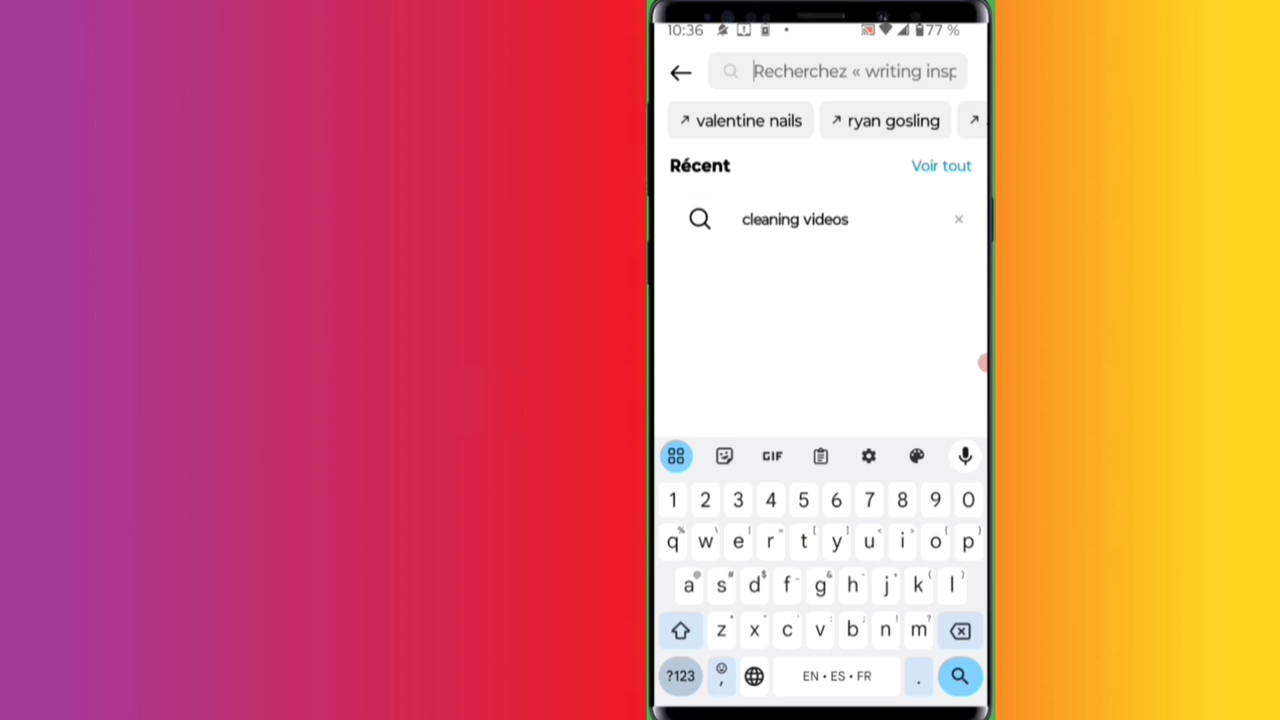 10:36 77 %
Recherchez « writing insp
valentine nails ryan gosling
Récent Voir tout
cleaning videos ×
GIF
1 2 3 4 5 6 7 8 9 0
q w e r t y u i o p
a s d f g h j k l
z x c v b n m
?123 , EN • ES • FR .